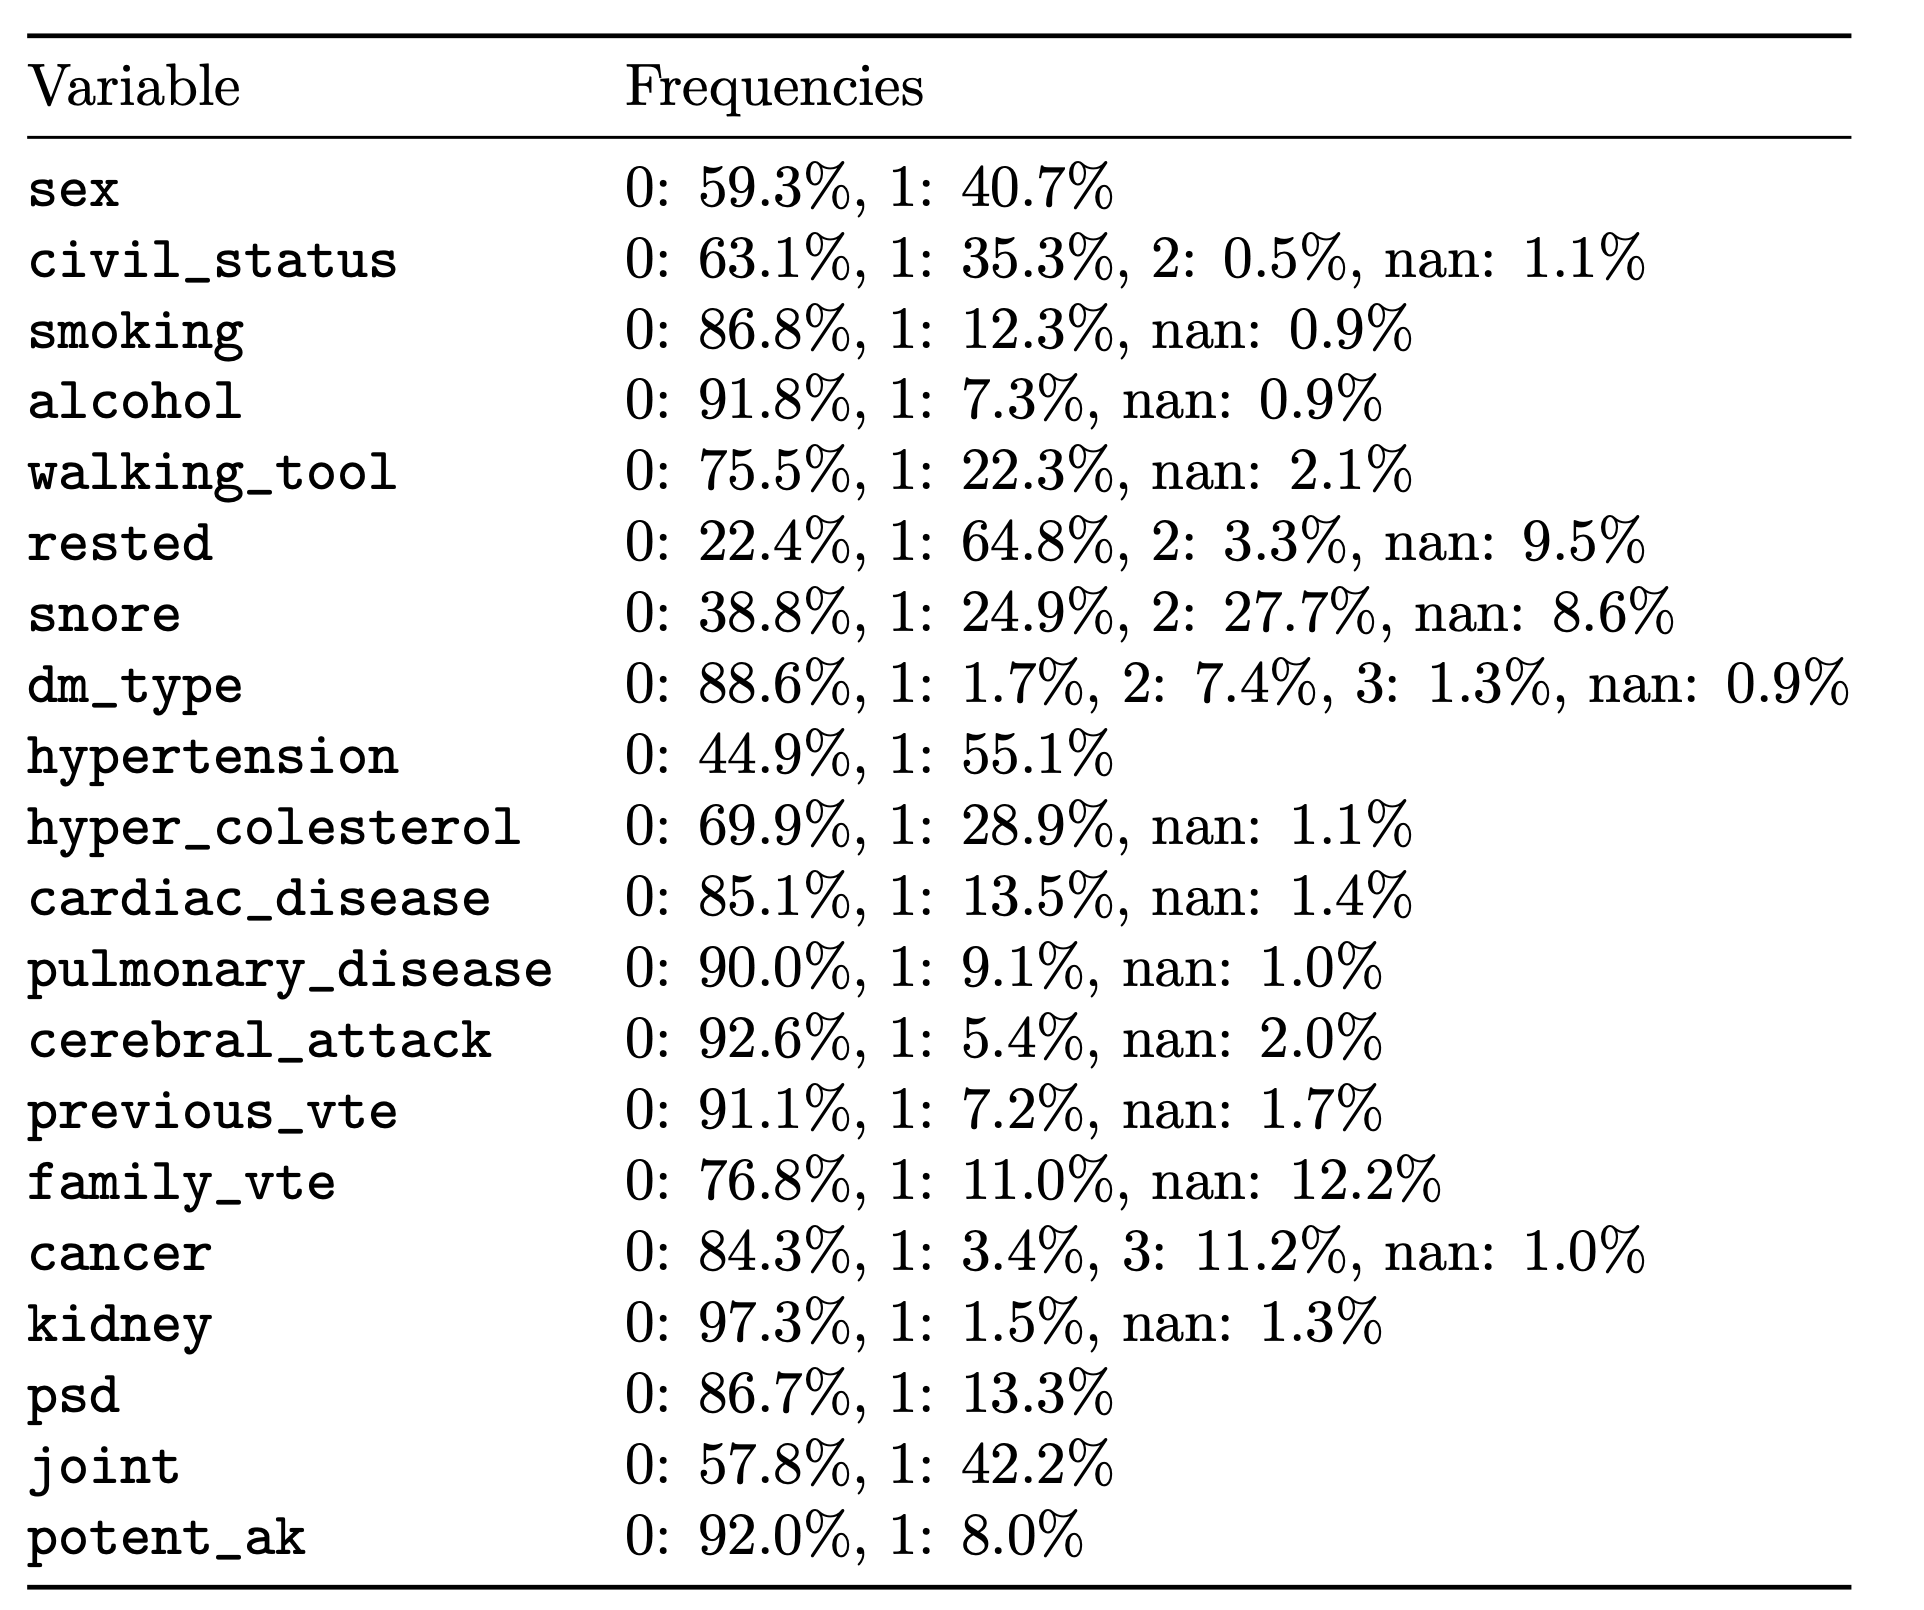 Variable Frequencies
sex 0: 59.3%, 1: 40.7%
civil_status 0: 63.1%, 1: 35.3%, 2: 0.5%, nan: 1.1%
smoking 0: 86.8%, 1: 12.3%, nan: 0.9%
alcohol 0: 91.8%, 1: 7.3%, nan: 0.9%
walking_tool 0: 75.5%, 1: 22.3%, nan: 2.1%
rested 0: 22.4%, 1: 64.8%, 2: 3.3%, nan: 9.5%
snore 0: 38.8%, 1: 24.9%, 2: 27.7%, nan: 8.6%
dm_type 0: 88.6%, 1: 1.7%, 2: 7.4%, 3: 1.3%, nan: 0.9%
hypertension 0: 44.9%, 1: 55.1%
hyper_colesterol 0: 69.9%, 1: 28.9%, nan: 1.1%
cardiac_disease 0: 85.1%, 1: 13.5%, nan: 1.4%
pulmonary_disease 0: 90.0%, 1: 9.1%, nan: 1.0%
cerebral_attack 0: 92.6%, 1: 5.4%, nan: 2.0%
previous_vte 0: 91.1%, 1: 7.2%, nan: 1.7%
family_vte 0: 76.8%, 1: 11.0%, nan: 12.2%
cancer 0: 84.3%, 1: 3.4%, 3: 11.2%, nan: 1.0%
kidney 0: 97.3%, 1: 1.5%, nan: 1.3%
psd 0: 86.7%, 1: 13.3%
joint 0: 57.8%, 1: 42.2%
potent_ak 0: 92.0%, 1: 8.0%